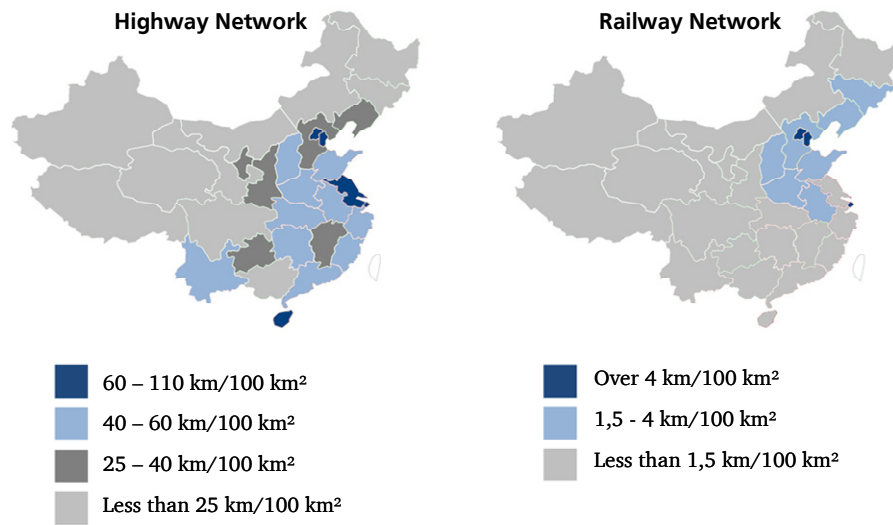 Highway Network
60 – 110 km/100 km²
40 – 60 km/100 km²
25 – 40 km/100 km²
Less than 25 km/100 km²
Railway Network
Over 4 km/100 km²
1,5 - 4 km/100 km²
Less than 1,5 km/100 km²